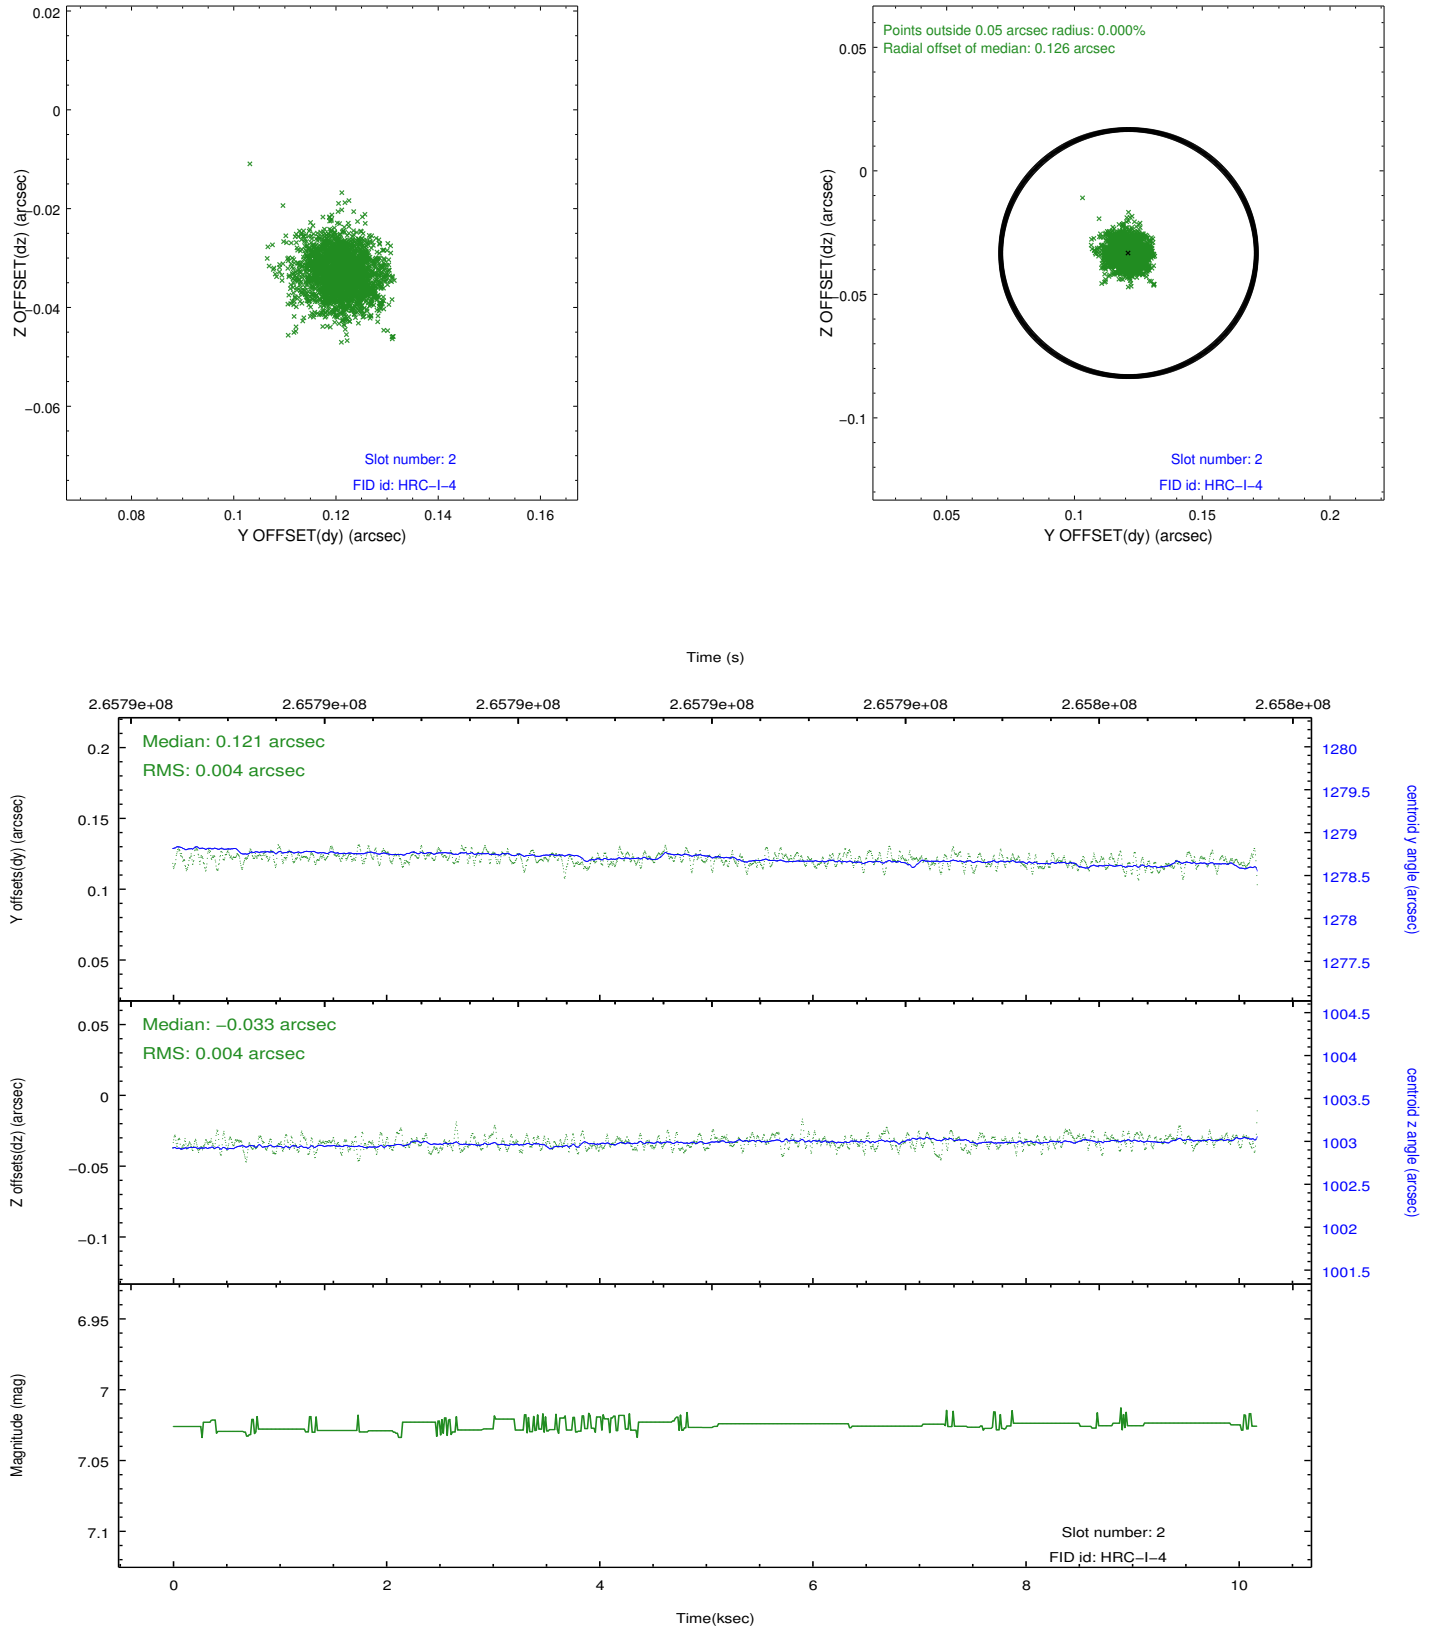 0.02
0
−0.02
−0.04
−0.06
Z OFFSET(dz) (arcsec)
0.08 0.1 0.12 0.14 0.16
Y OFFSET(dy) (arcsec)
Slot number: 2
FID id: HRC−I−4
Points outside 0.05 arcsec radius: 0.000%
Radial offset of median: 0.126 arcsec
0.05
0
−0.05
−0.1
Z OFFSET(dz) (arcsec)
0.05 0.1 0.15 0.2
Y OFFSET(dy) (arcsec)
Slot number: 2
FID id: HRC−I−4
Time (s)
2.6579e+08 2.6579e+08 2.6579e+08 2.6579e+08 2.6579e+08 2.658e+08 2.658e+08
Median: 0.121 arcsec
RMS: 0.004 arcsec
0.2
0.15
0.1
0.05
Y offsets(dy) (arcsec)
1280
1279.5
1279
1278.5
1278
1277.5
centroid y angle (arcsec)
Median: −0.033 arcsec
RMS: 0.004 arcsec
0.05
0
−0.05
−0.1
Z offsets(dz) (arcsec)
1004.5
1004
1003.5
1003
1002.5
1002
1001.5
centroid z angle (arcsec)
6.95
7
7.05
7.1
Magnitude (mag)
Slot number: 2
FID id: HRC−I−4
0 2 4 6 8 10
Time(ksec)